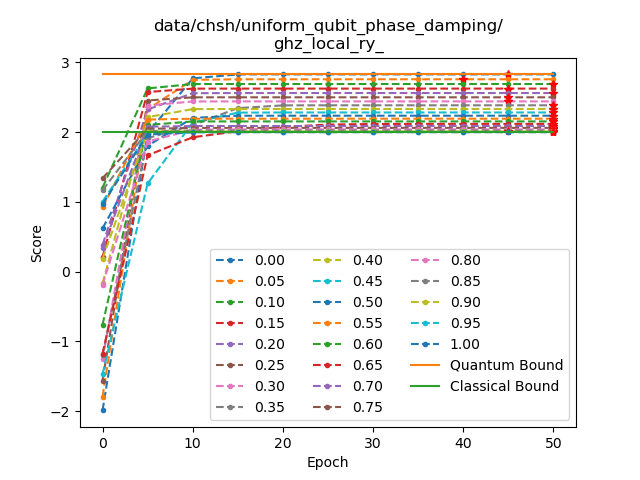 data/chsh/uniform_qubit_phase_damping/
ghz_local_ry_
Score
3
2
1
0
−1
−2
0.00 0.40 0.80
0.05 0.45 0.85
0.10 0.50 0.90
0.15 0.55 0.95
0.20 0.60 1.00
0.25 0.65 Quantum Bound
0.30 0.70 Classical Bound
0.35 0.75
0 10 20 30 40 50
Epoch